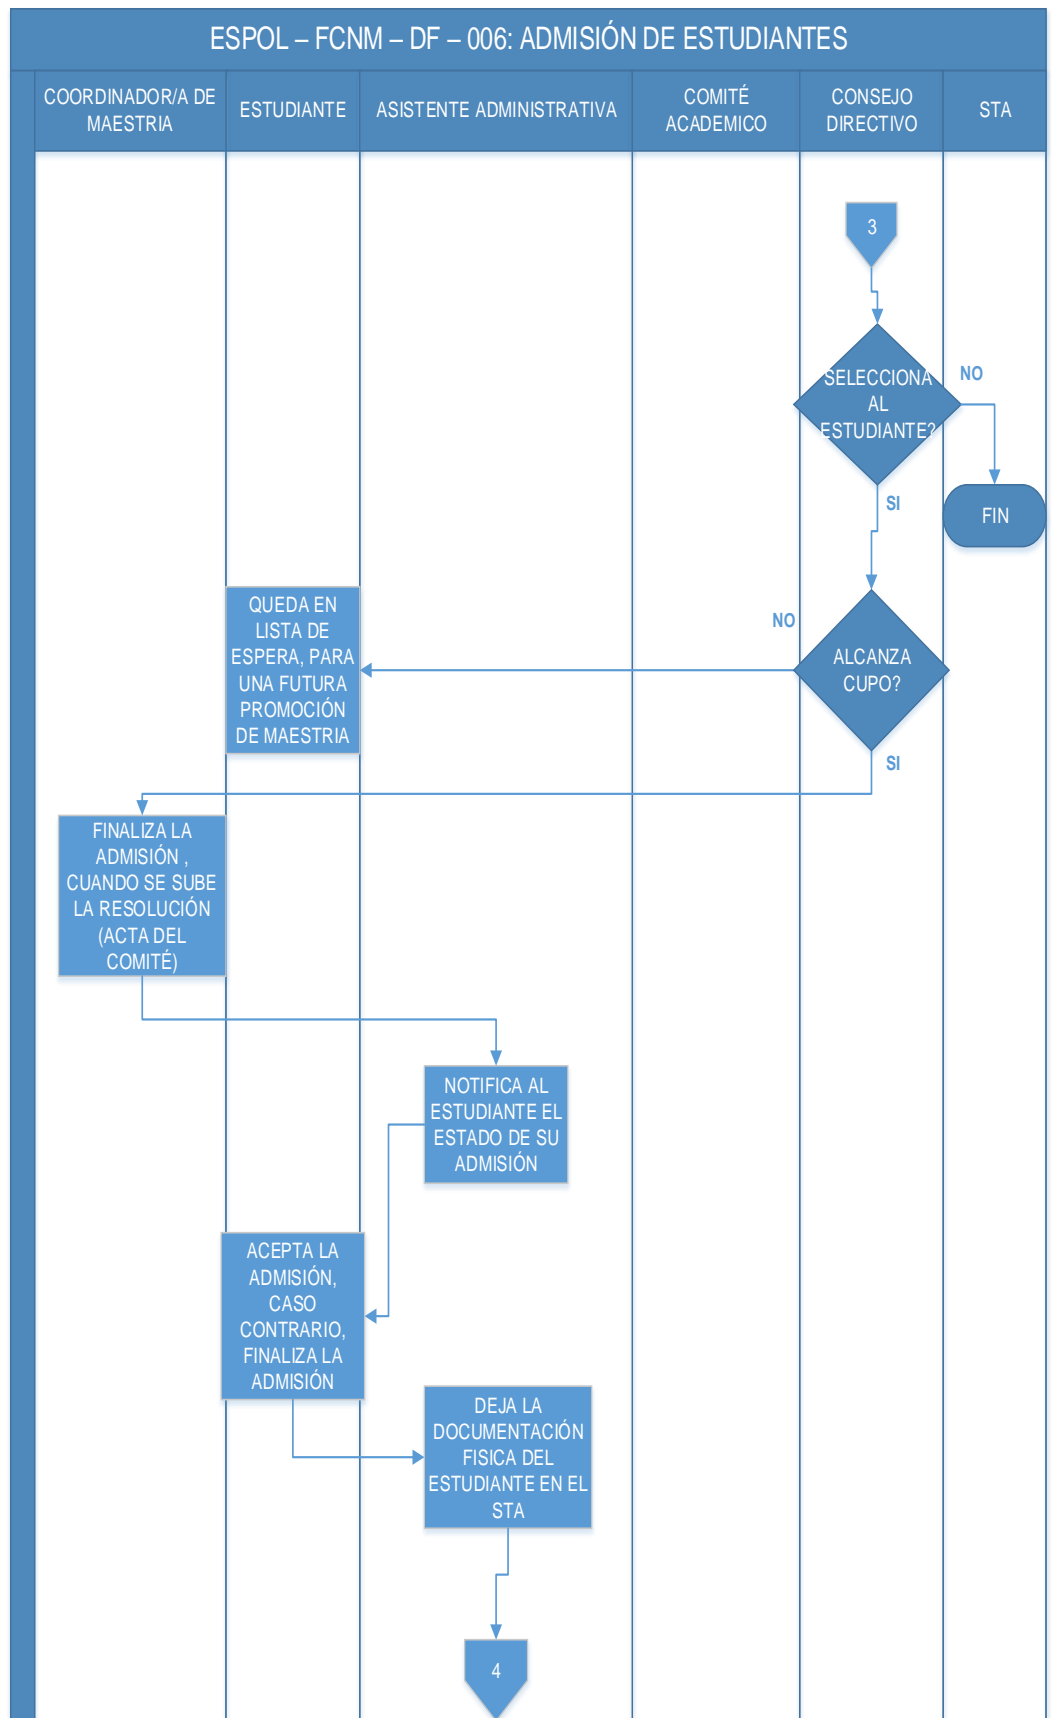 ESPOL – FCNM – DF – 006: ADMISIÓN DE ESTUDIANTES
COORDINADOR/A DE
MAESTRIA
ESTUDIANTE
ASISTENTE ADMINISTRATIVA
COMITÉ
ACADEMICO
CONSEJO
DIRECTIVO
STA
3
SELECCIONA
AL
ESTUDIANTE?
NO
SI
FIN
ALCANZA
CUPO?
NO
SI
QUEDA EN
LISTA DE
ESPERA, PARA
UNA FUTURA
PROMOCIÓN
DE MAESTRIA
FINALIZA LA
ADMISIÓN ,
CUANDO SE SUBE
LA RESOLUCIÓN
(ACTA DEL
COMITÉ)
NOTIFICA AL
ESTUDIANTE EL
ESTADO DE SU
ADMISIÓN
ACEPTA LA
ADMISIÓN,
CASO
CONTRARIO,
FINALIZA LA
ADMISIÓN
DEJA LA
DOCUMENTACIÓN
FISICA DEL
ESTUDIANTE EN EL
STA
4